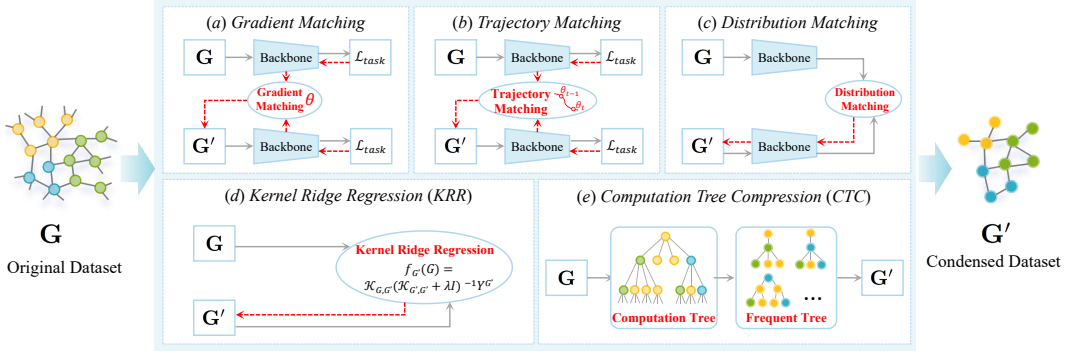 (a) Gradient Matching
G
Backbone
ℒtask
Gradient
Matching θ
G′
Backbone
ℒtask
(b) Trajectory Matching
G
Backbone
ℒtask
Trajectory
Matching
θt−1
θt
G′
Backbone
ℒtask
(c) Distribution Matching
G
Backbone
Distribution
Matching
G′
Backbone
G
Original Dataset
(d) Kernel Ridge Regression (KRR)
G
Kernel Ridge Regression
fG′(G) =
𝒦G,G′(𝒦G′,G′ + λI) −1YG′
G′
(e) Computation Tree Compression (CTC)
G
Computation Tree
Frequent Tree
...
G′
G′
Condensed Dataset